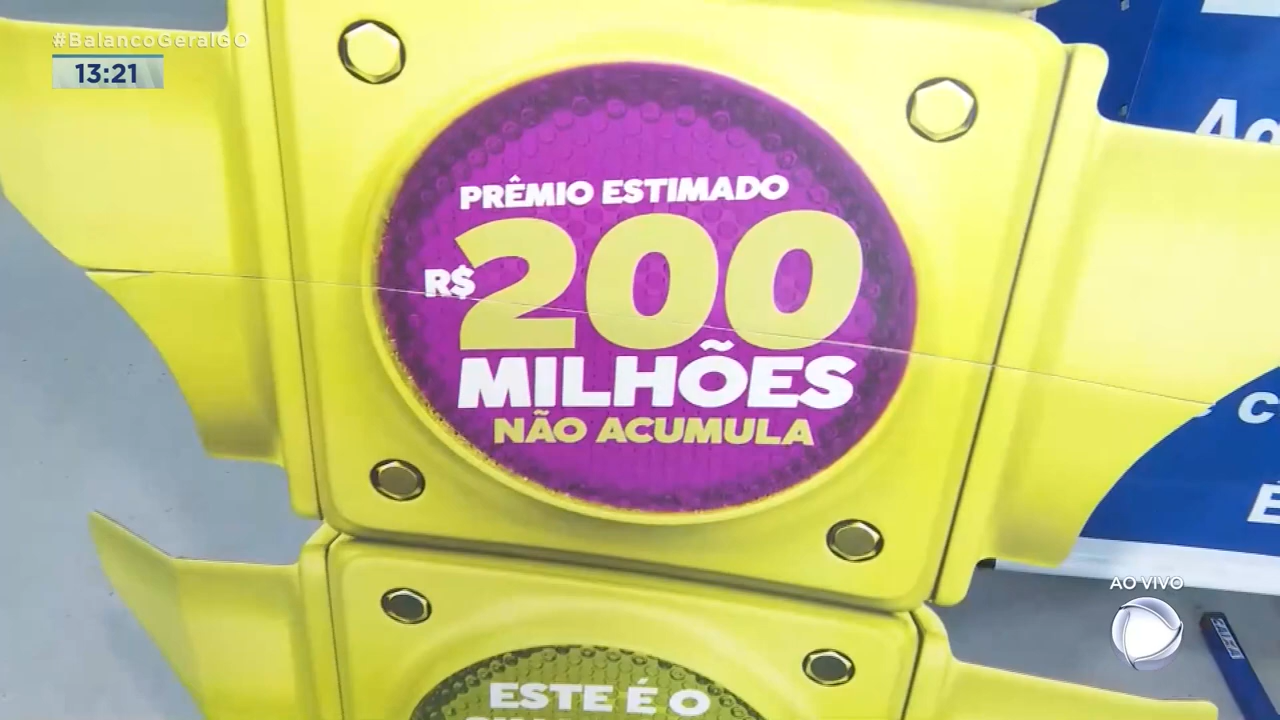 #BalancoGeralGO
13:21
PRÊMIO ESTIMADO
R$ 200
MILHÕES
NÃO ACUMULA
ESTE É O
AO VIVO